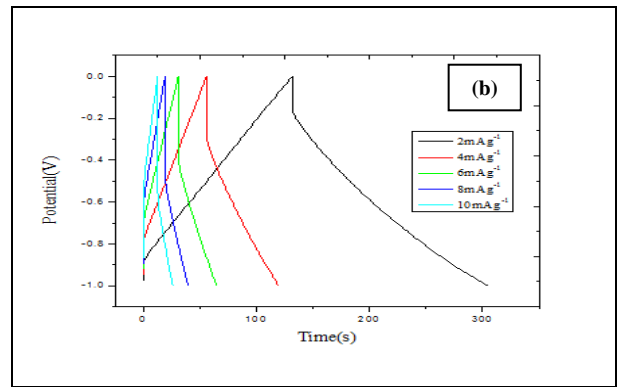 (b)
0.0
-0.2
-0.4
-0.6
-0.8
-1.0
Potential(V)
2mAg⁻¹
4mAg⁻¹
6mAg⁻¹
8mAg⁻¹
10mAg⁻¹
0 100 200 300
Time(s)